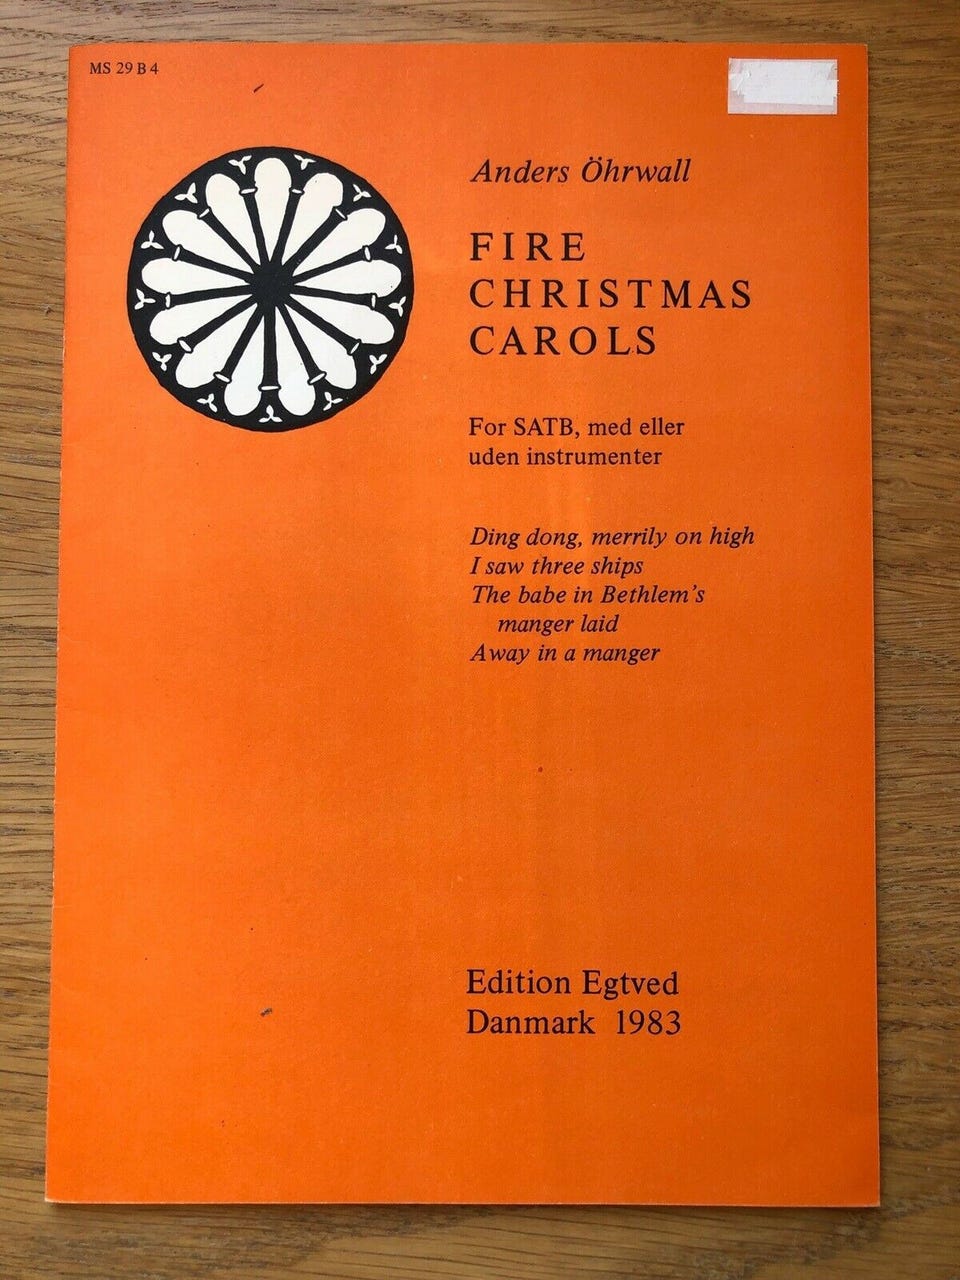 MS 29 B 4
Anders Öhrwall
FIRE
CHRISTMAS
CAROLS
For SATB, med eller
uden instrumenter
Ding dong, merrily on high
I saw three ships
The babe in Bethlem's
manger laid
Away in a manger
Edition Egtved
Danmark 1983